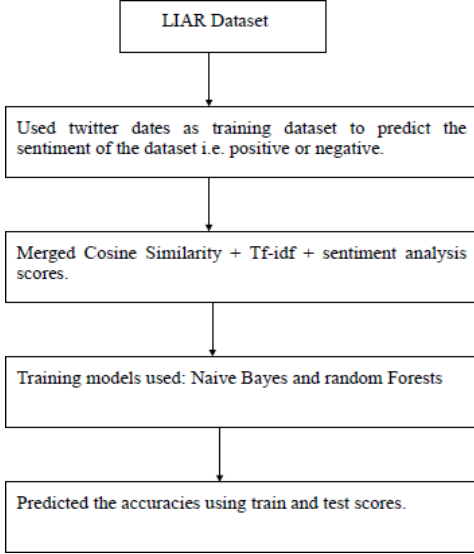 LIAR Dataset
Used twitter dates as training dataset to predict the
sentiment of the dataset i.e. positive or negative.
Merged Cosine Similarity + Tf-idf + sentiment analysis
scores.
Training models used: Naive Bayes and random Forests
Predicted the accuracies using train and test scores.